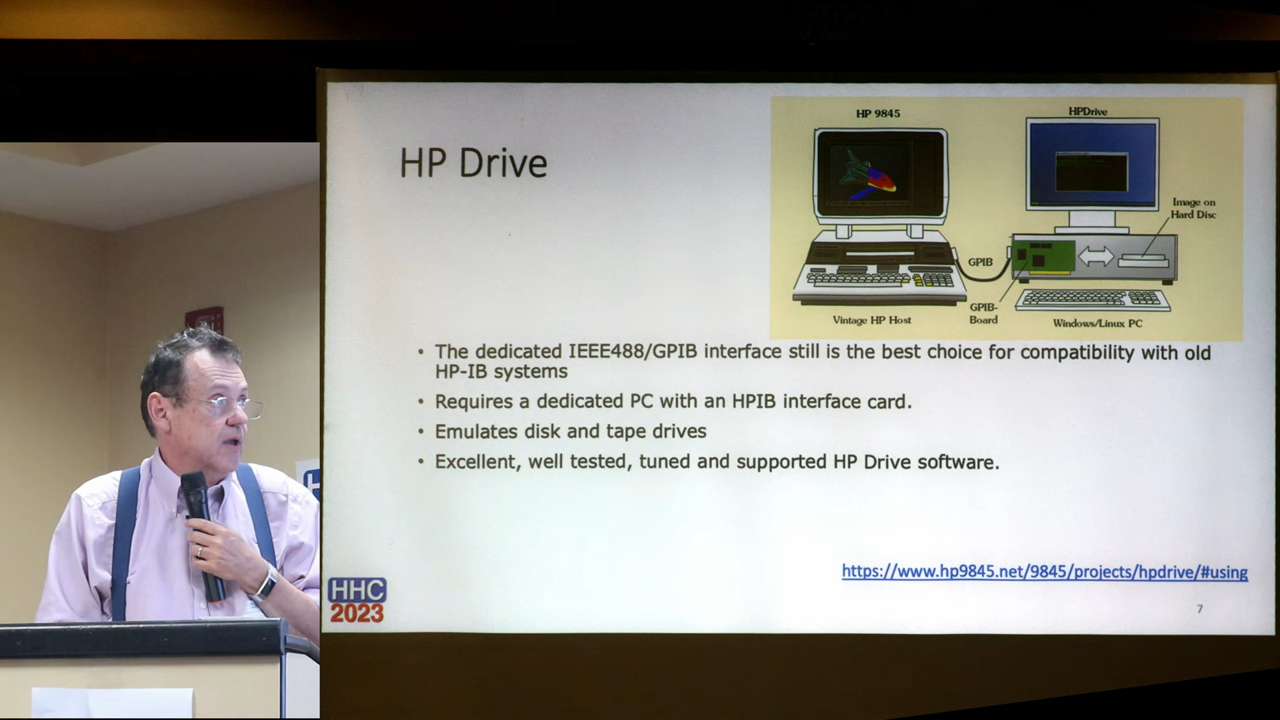 HP Drive
HP 9845
HPDrive
Image on
Hard Disc
GPIB
GPIB-
Board
Vintage HP Host
Windows/Linux PC
• The dedicated IEEE488/GPIB interface still is the best choice for compatibility with old
HP-IB systems
• Requires a dedicated PC with an HPIB interface card.
• Emulates disk and tape drives
• Excellent, well tested, tuned and supported HP Drive software.
https://www.hp9845.net/9845/projects/hpdrive/#using
HHC
2023
7